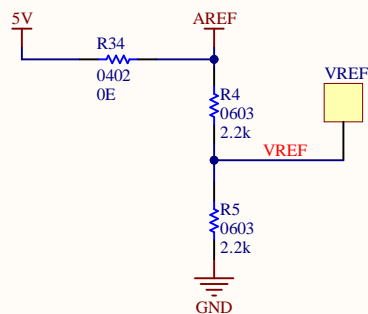 5V
AREF
R34
0402
0E
VREF
R4
0603
2.2k
VREF
R5
0603
2.2k
GND